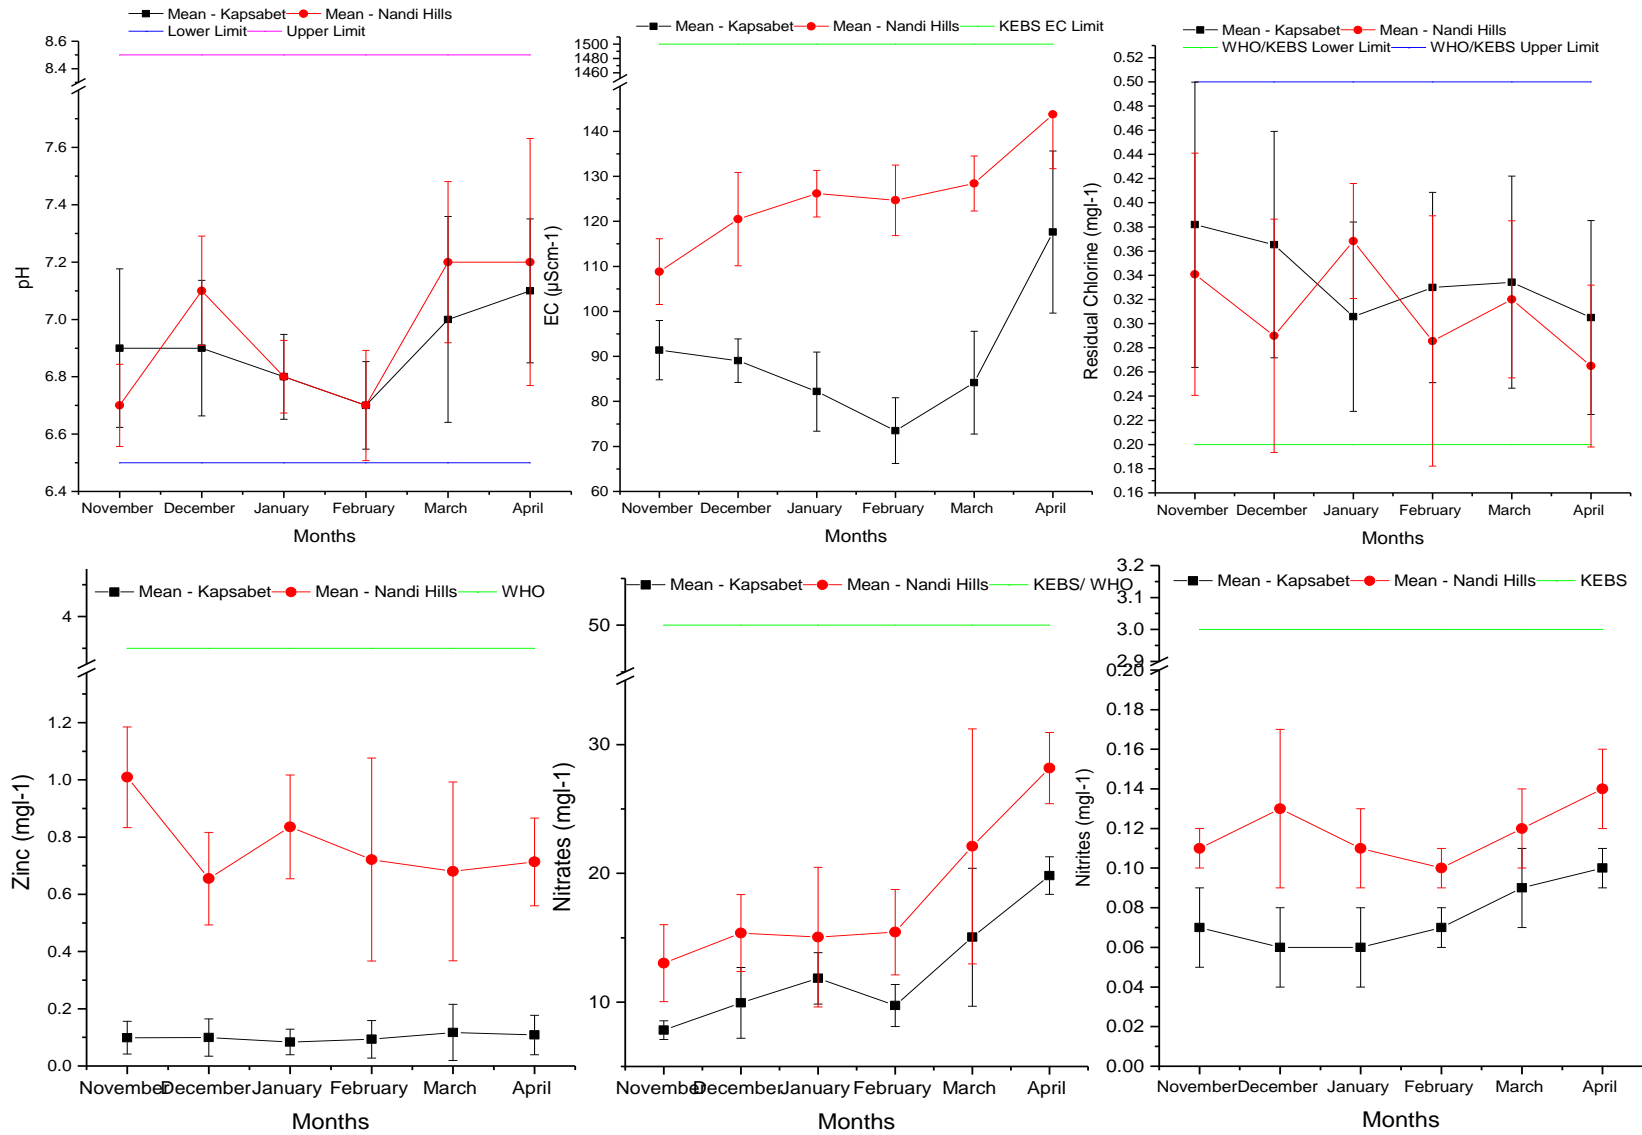 Mean - Kapsabet Mean - Nandi Hills
Lower Limit Upper Limit
8.6
8.4
7.6
7.4
7.2
7.0
6.8
6.6
6.4
pH
November December January February March April
Months
Mean - Kapsabet Mean - Nandi Hills KEBS EC Limit
1500
1480
1460
140
130
120
110
100
90
80
70
60
EC (µScm-1)
November December January February March April
Months
Mean - Kapsabet Mean - Nandi Hills
WHO/KEBS Lower Limit WHO/KEBS Upper Limit
0.52
0.50
0.48
0.46
0.44
0.42
0.40
0.38
0.36
0.34
0.32
0.30
0.28
0.26
0.24
0.22
0.20
0.18
0.16
Residual Chlorine (mgl-1)
November December January February March April
Months
Mean - Kapsabet Mean - Nandi Hills WHO
4
1.2
1.0
0.8
0.6
0.4
0.2
0.0
Zinc (mgl-1)
November December January February March April
Months
Mean - Kapsabet Mean - Nandi Hills KEBS/ WHO
50
30
20
10
Nitrates (mgl-1)
November December January February March April
Months
Mean - Kapsabet Mean - Nandi Hills KEBS
3.2
3.1
3.0
2.9
0.20
0.18
0.16
0.14
0.12
0.10
0.08
0.06
0.04
0.02
0.00
Nitrites (mgl-1)
November December January February March April
Months